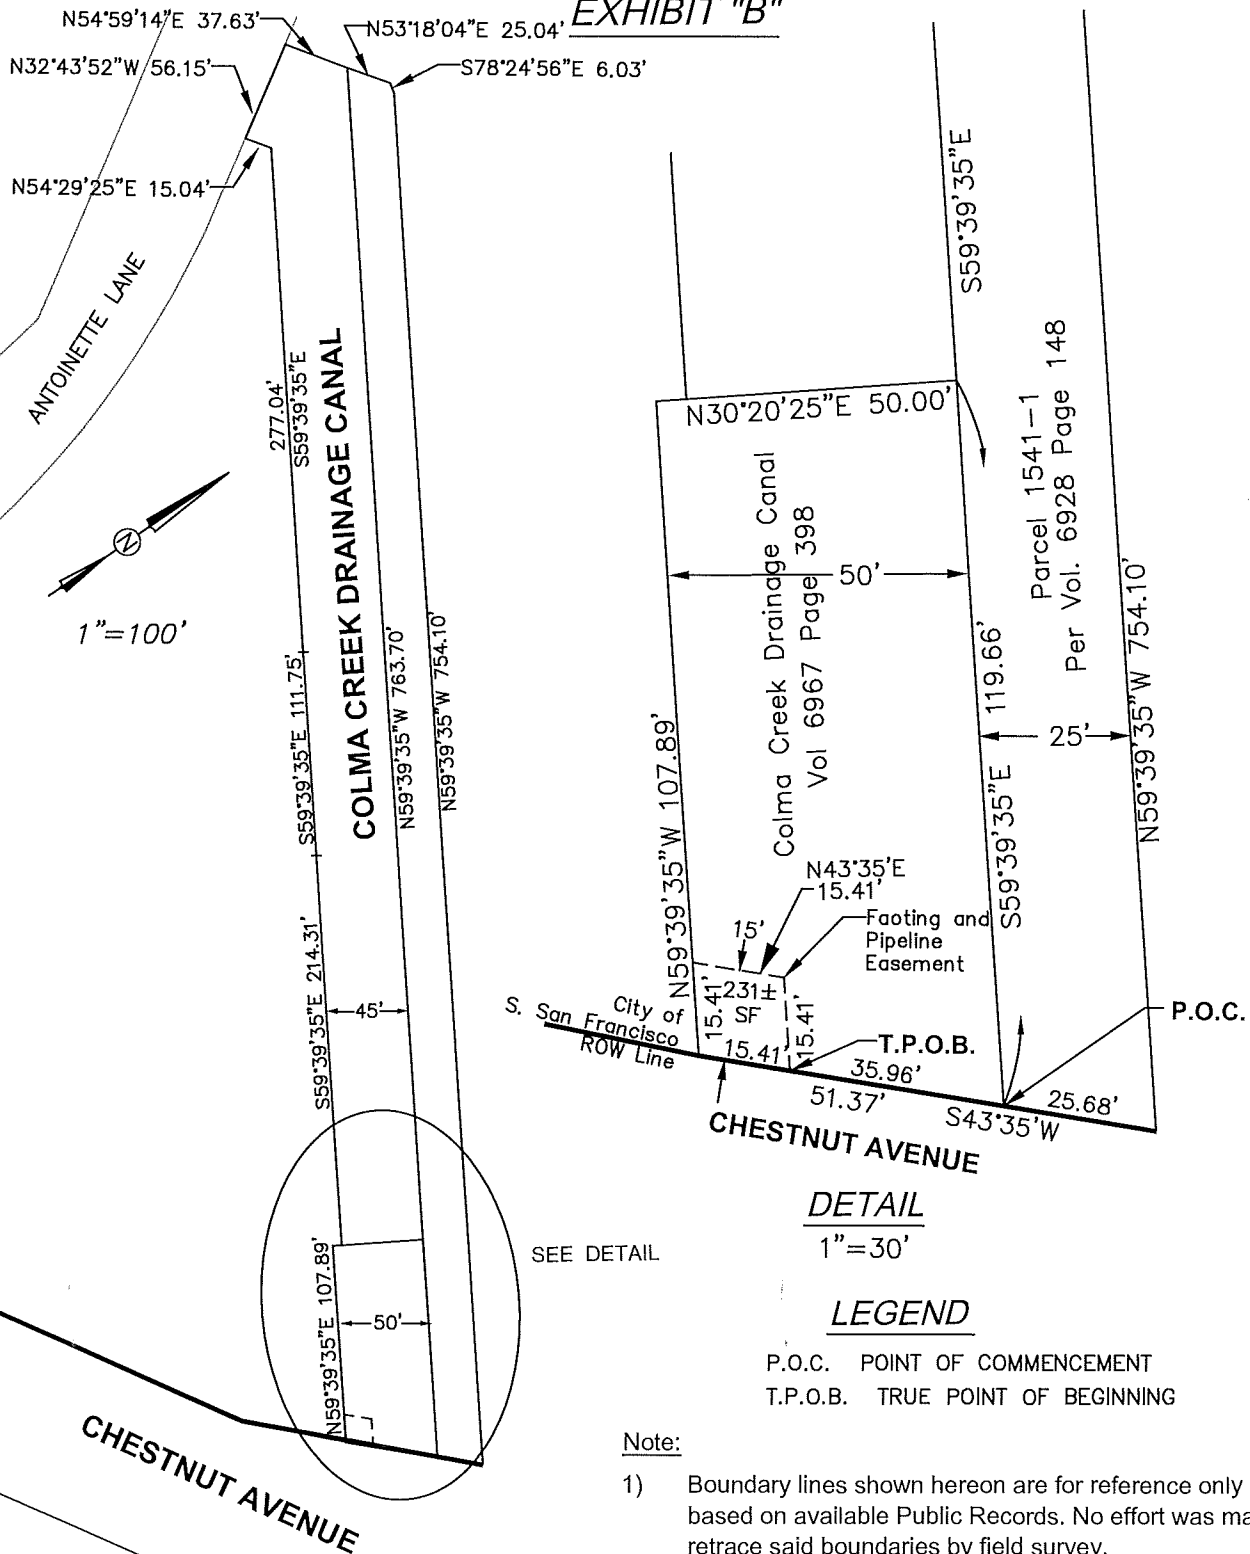 EXHIBIT "B"
N54°59'14"E 37.63'
N53°18'04"E 25.04'
N32°43'52"W 56.15'
S78°24'56"E 6.03'
N54°29'25"E 15.04'
ANTOINETTE LANE
277.04'
S59°39'35"E
COLMA CREEK DRAINAGE CANAL
N
1"=100'
S59°39'35"E 111.75'
N59°39'35"W 763.70'
N59°39'35"W 754.10'
S59°39'35"E 214.31'
45'
N59°39'35"E 107.89'
50'
SEE DETAIL
CHESTNUT AVENUE
S59°39'35"E
N30°20'25"E 50.00'
Parcel 1541-1
Per Vol. 6928 Page 148
Colma Creek Drainage Canal
Vol 6967 Page 398
50'
119.66'
25'
N59°39'35"W 754.10'
N59°39'35"W 107.89'
S59°39'35"E
N43°35'E
15.41'
15'
Footing and
Pipeline
Easement
231±
SF
15.41'
15.41'
15.41'
City of
S. San Francisco
ROW Line
T.P.O.B.
P.O.C.
35.96'
51.37'
25.68'
S43°35'W
CHESTNUT AVENUE
DETAIL
1"=30'
LEGEND
P.O.C. POINT OF COMMENCEMENT
T.P.O.B. TRUE POINT OF BEGINNING
Note:
1) Boundary lines shown hereon are for reference only
based on available Public Records. No effort was ma
retrace said boundaries by field survey.